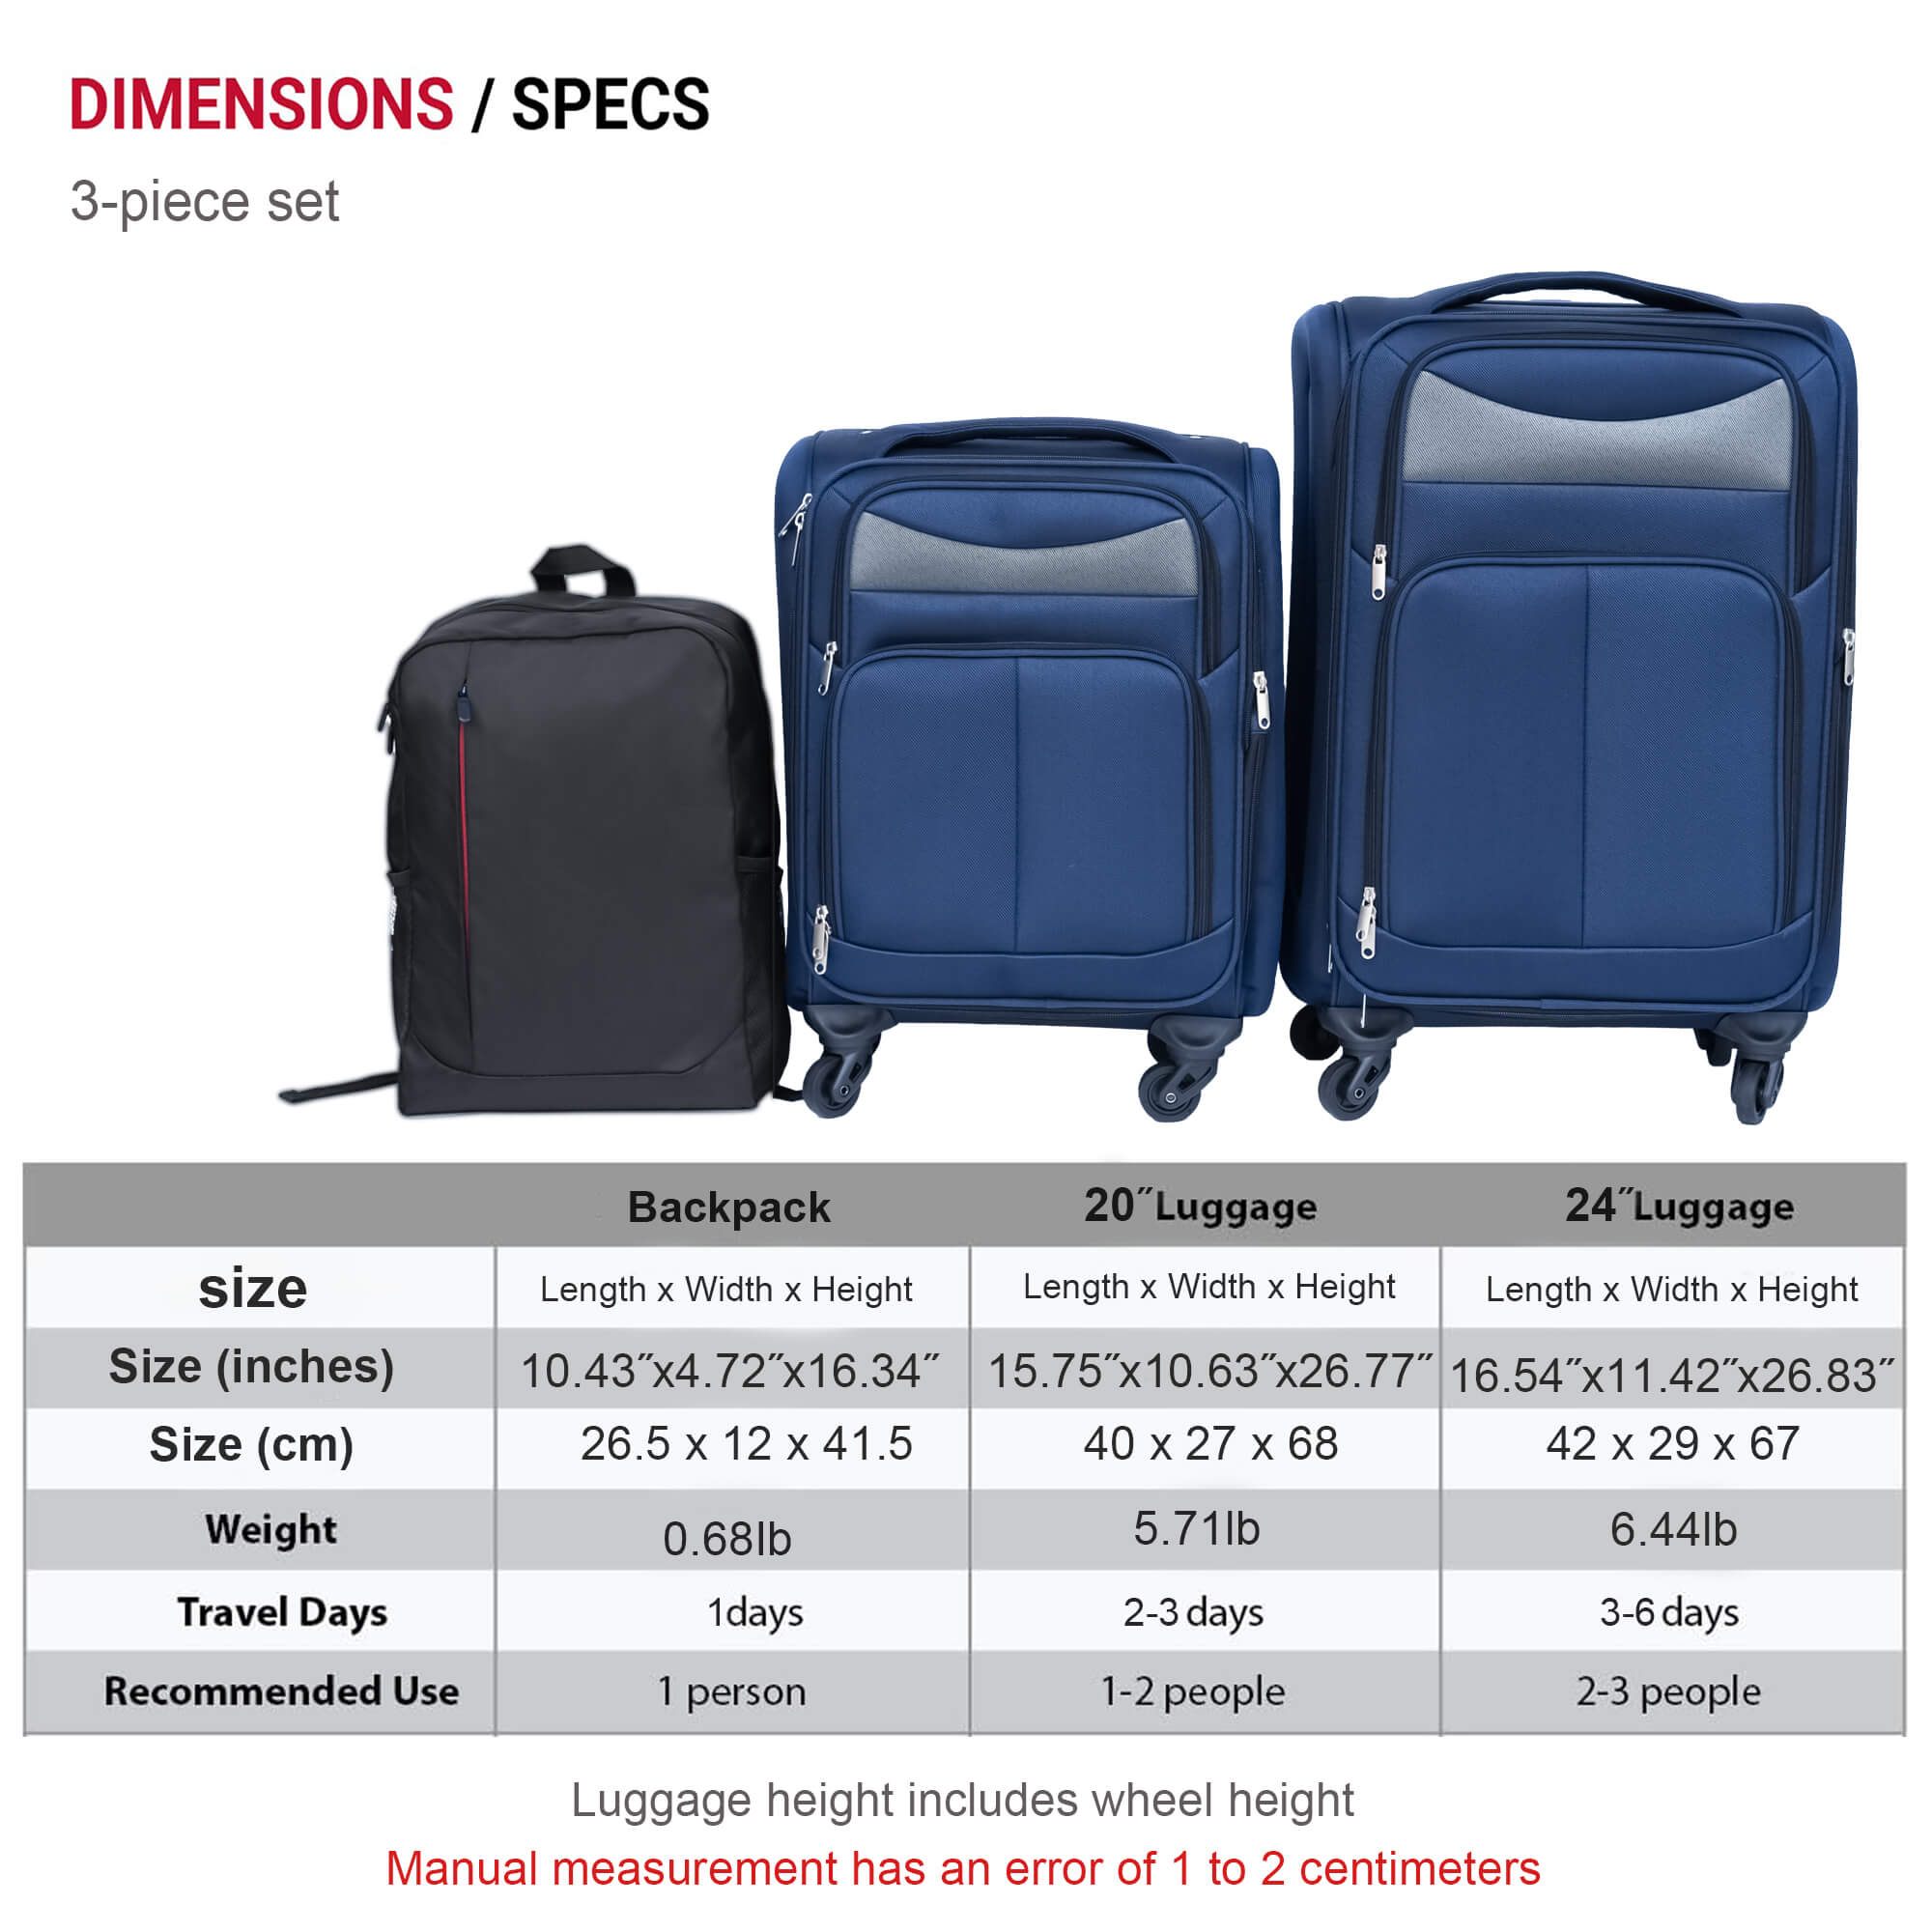 DIMENSIONS / SPECS
3-piece set
Backpack 20″Luggage 24″Luggage
size Length x Width x Height Length x Width x Height Length x Width x Height
Size (inches) 10.43″x4.72″x16.34″ 15.75″x10.63″x26.77″ 16.54″x11.42″x26.83″
Size (cm) 26.5 x 12 x 41.5 40 x 27 x 68 42 x 29 x 67
Weight 0.68lb 5.71lb 6.44lb
Travel Days 1days 2-3 days 3-6 days
Recommended Use 1 person 1-2 people 2-3 people
Luggage height includes wheel height
Manual measurement has an error of 1 to 2 centimeters